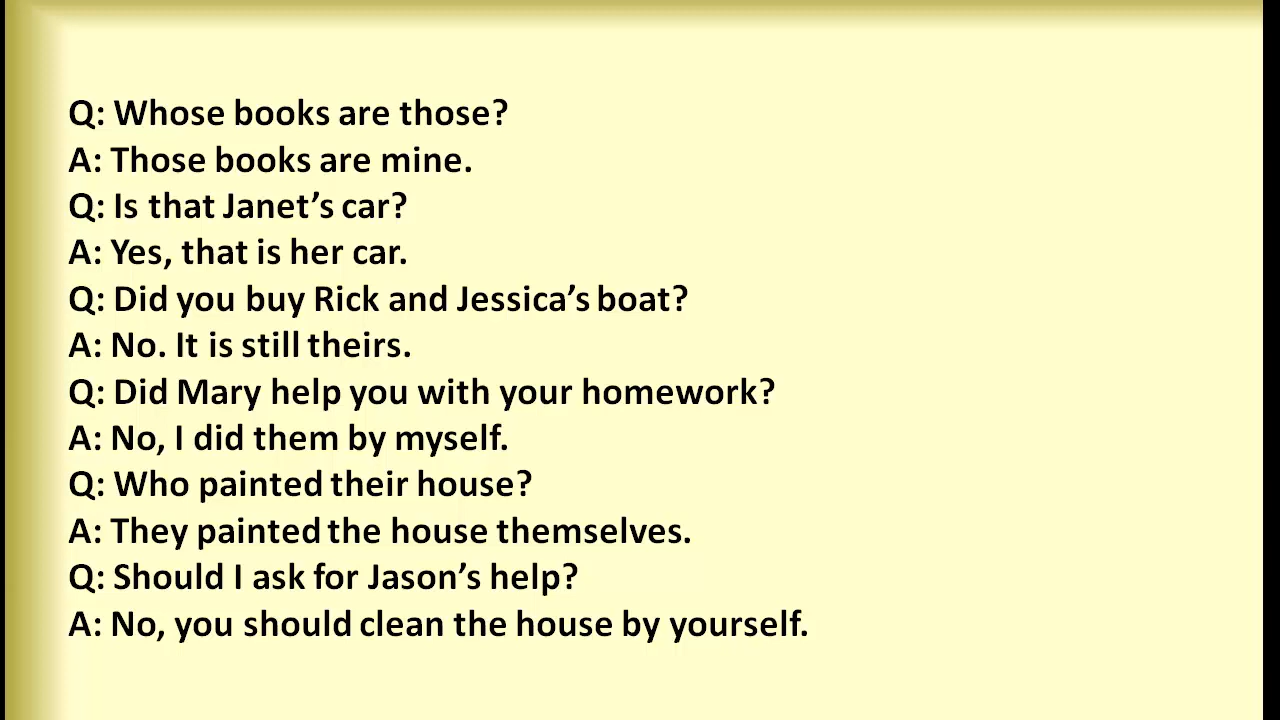 Q: Whose books are those?
A: Those books are mine.
Q: Is that Janet’s car?
A: Yes, that is her car.
Q: Did you buy Rick and Jessica’s boat?
A: No. It is still theirs.
Q: Did Mary help you with your homework?
A: No, I did them by myself.
Q: Who painted their house?
A: They painted the house themselves.
Q: Should I ask for Jason’s help?
A: No, you should clean the house by yourself.